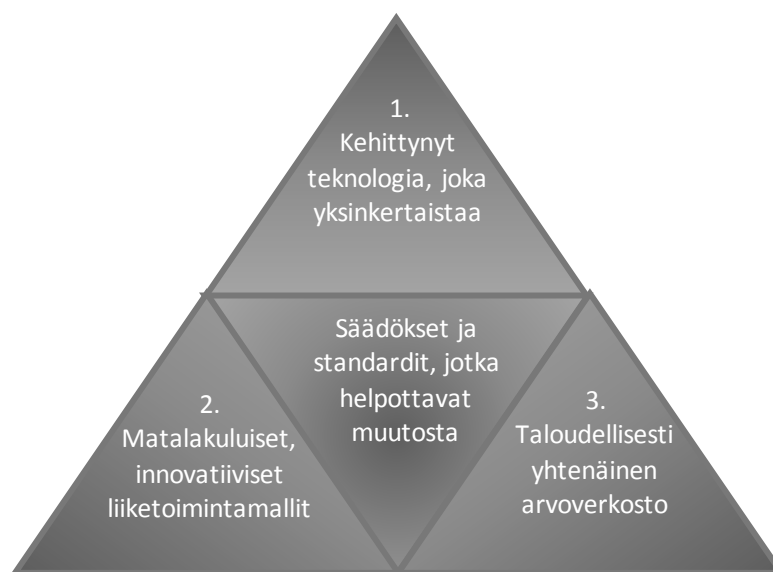 1.
Kehittynyt
teknologia, joka
yksinkertaistaa
Säädökset ja
standardit, jotka
helpottavat
muutosta
2.
Matalakuluiset,
innovatiiviset
liiketoimintamallit
3.
Taloudellisesti
yhtenäinen
arvoverkosto